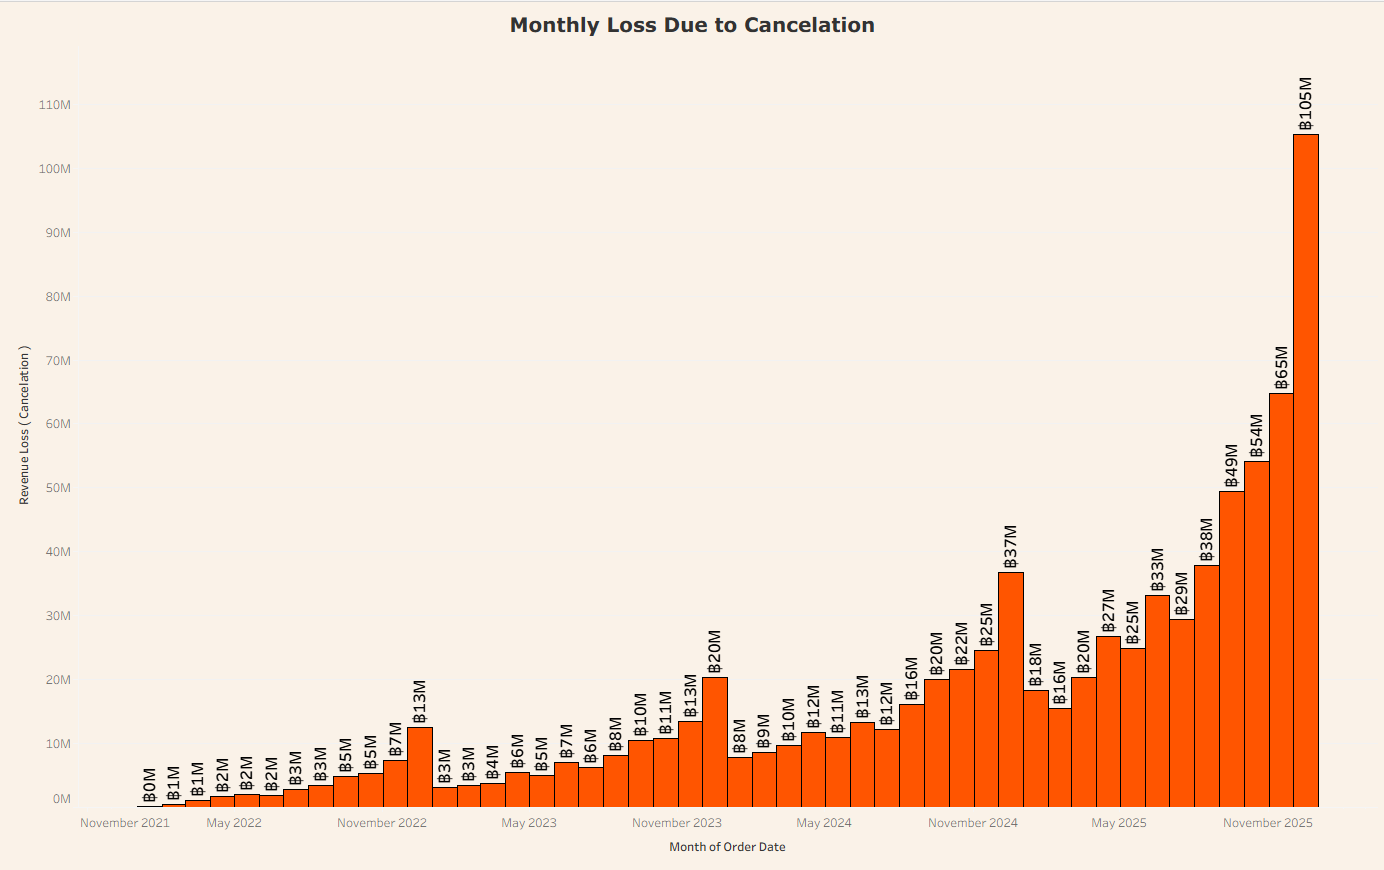 Monthly Loss Due to Cancelation
110M
100M
90M
80M
70M
60M
50M
40M
30M
20M
10M
0M
Revenue Loss ( Cancelation )
฿0M
฿1M
฿1M
฿2M
฿2M
฿2M
฿3M
฿3M
฿5M
฿5M
฿7M
฿13M
฿3M
฿3M
฿4M
฿6M
฿5M
฿7M
฿6M
฿8M
฿10M
฿11M
฿13M
฿20M
฿8M
฿9M
฿10M
฿12M
฿11M
฿13M
฿12M
฿16M
฿20M
฿22M
฿25M
฿37M
฿18M
฿16M
฿20M
฿27M
฿25M
฿33M
฿29M
฿38M
฿49M
฿54M
฿65M
฿105M
November 2021 May 2022 November 2022 May 2023 November 2023 May 2024 November 2024 May 2025 November 2025
Month of Order Date